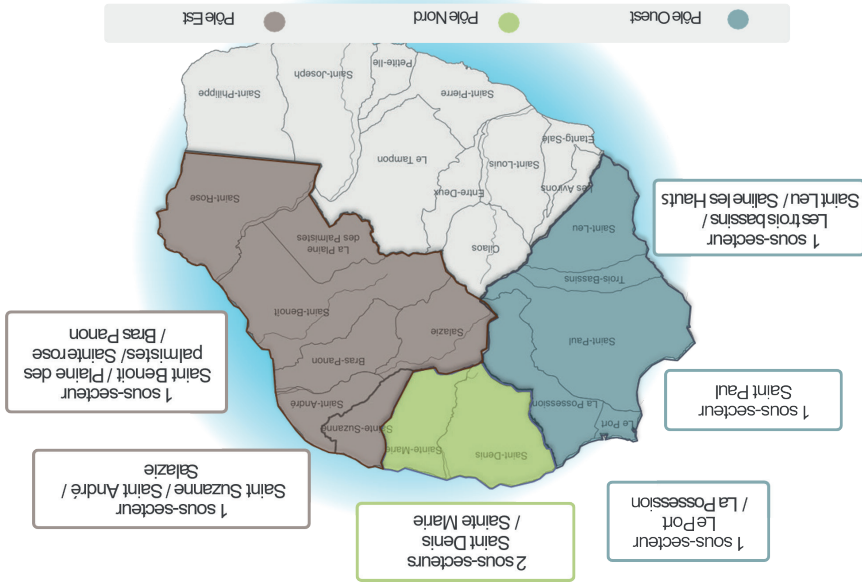 1 sous-secteur
Le Port
/ La Possession
2 sous-secteurs
Saint Denis
/ Sainte Marie
1 sous-secteur
Saint Suzanne / Saint André /
Salazie
1 sous-secteur
Saint Paul
1 sous-secteur
Saint Benoit / Plaine des
palmistes/ Sainte rose
/ Bras Panon
1 sous-secteur
Les trois bassins /
Saint Leu / Saline les Hauts
Le Port
La Possession
Saint-Denis
Sainte-Marie
Sainte-Suzanne
Saint-André
Saint-Paul
Bras-Panon
Salazie
Saint-Benoît
Trois-Bassins
Cilaos
La Plaine
des Palmistes
Saint-Leu
Saint-Rose
Les Avirons
Entre-Deux
Saint-Louis
Le Tampon
Etantg-Salé
Saint-Pierre
Saint-Philippe
Petite-Ile
Saint-Joseph
Pôle Ouest
Pôle Nord
Pôle Est